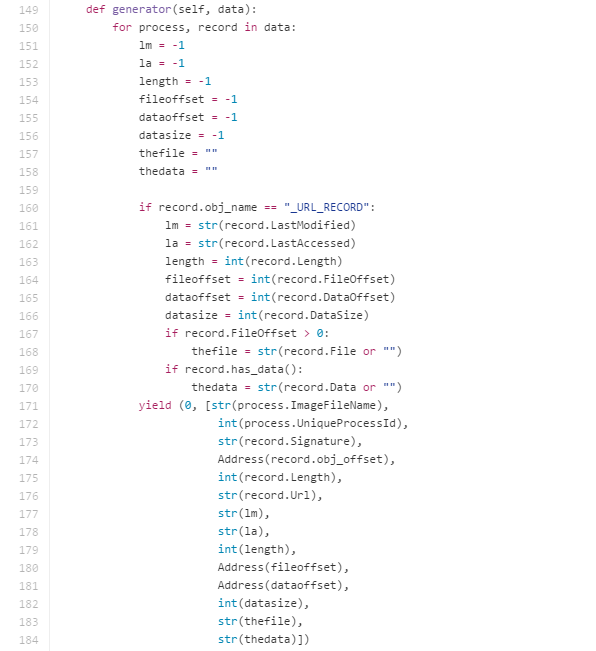 149 def generator(self, data):
150 for process, record in data:
151 lm = -1
152 la = -1
153 length = -1
154 fileoffset = -1
155 dataoffset = -1
156 datasize = -1
157 thefile = ""
158 thedata = ""
159
160 if record.obj_name == "_URL_RECORD":
161 lm = str(record.LastModified)
162 la = str(record.LastAccessed)
163 length = int(record.Length)
164 fileoffset = int(record.FileOffset)
165 dataoffset = int(record.DataOffset)
166 datasize = int(record.DataSize)
167 if record.FileOffset > 0:
168 thefile = str(record.File or "")
169 if record.has_data():
170 thedata = str(record.Data or "")
171 yield (0, [str(process.ImageFileName),
172 int(process.UniqueProcessId),
173 str(record.Signature),
174 Address(record.obj_offset),
175 int(record.Length),
176 str(record.Url),
177 str(lm),
178 str(la),
179 int(length),
180 Address(fileoffset),
181 Address(dataoffset),
182 int(datasize),
183 str(thefile),
184 str(thedata)])